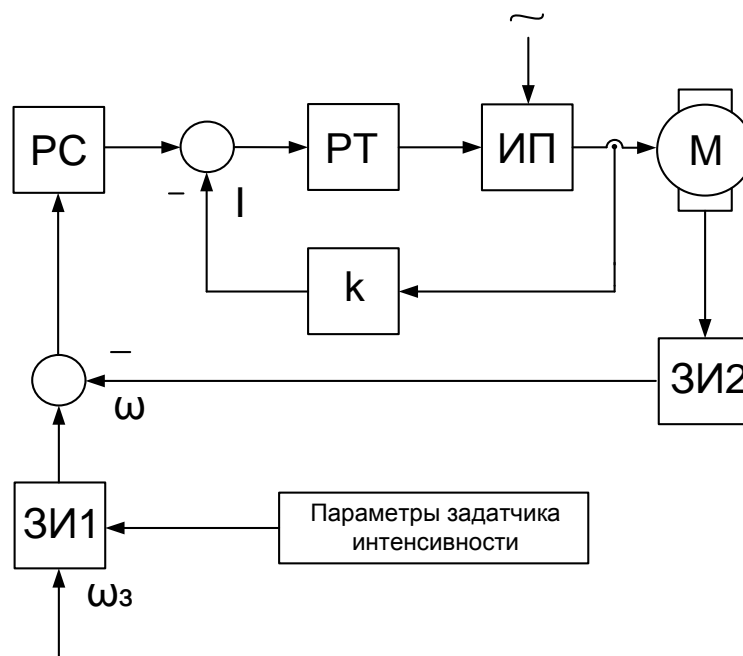 ~
РС
РТ
ИП
М
–
I
k
–
ω
ЗИ2
ЗИ1
Параметры задатчика
интенсивности
ωз